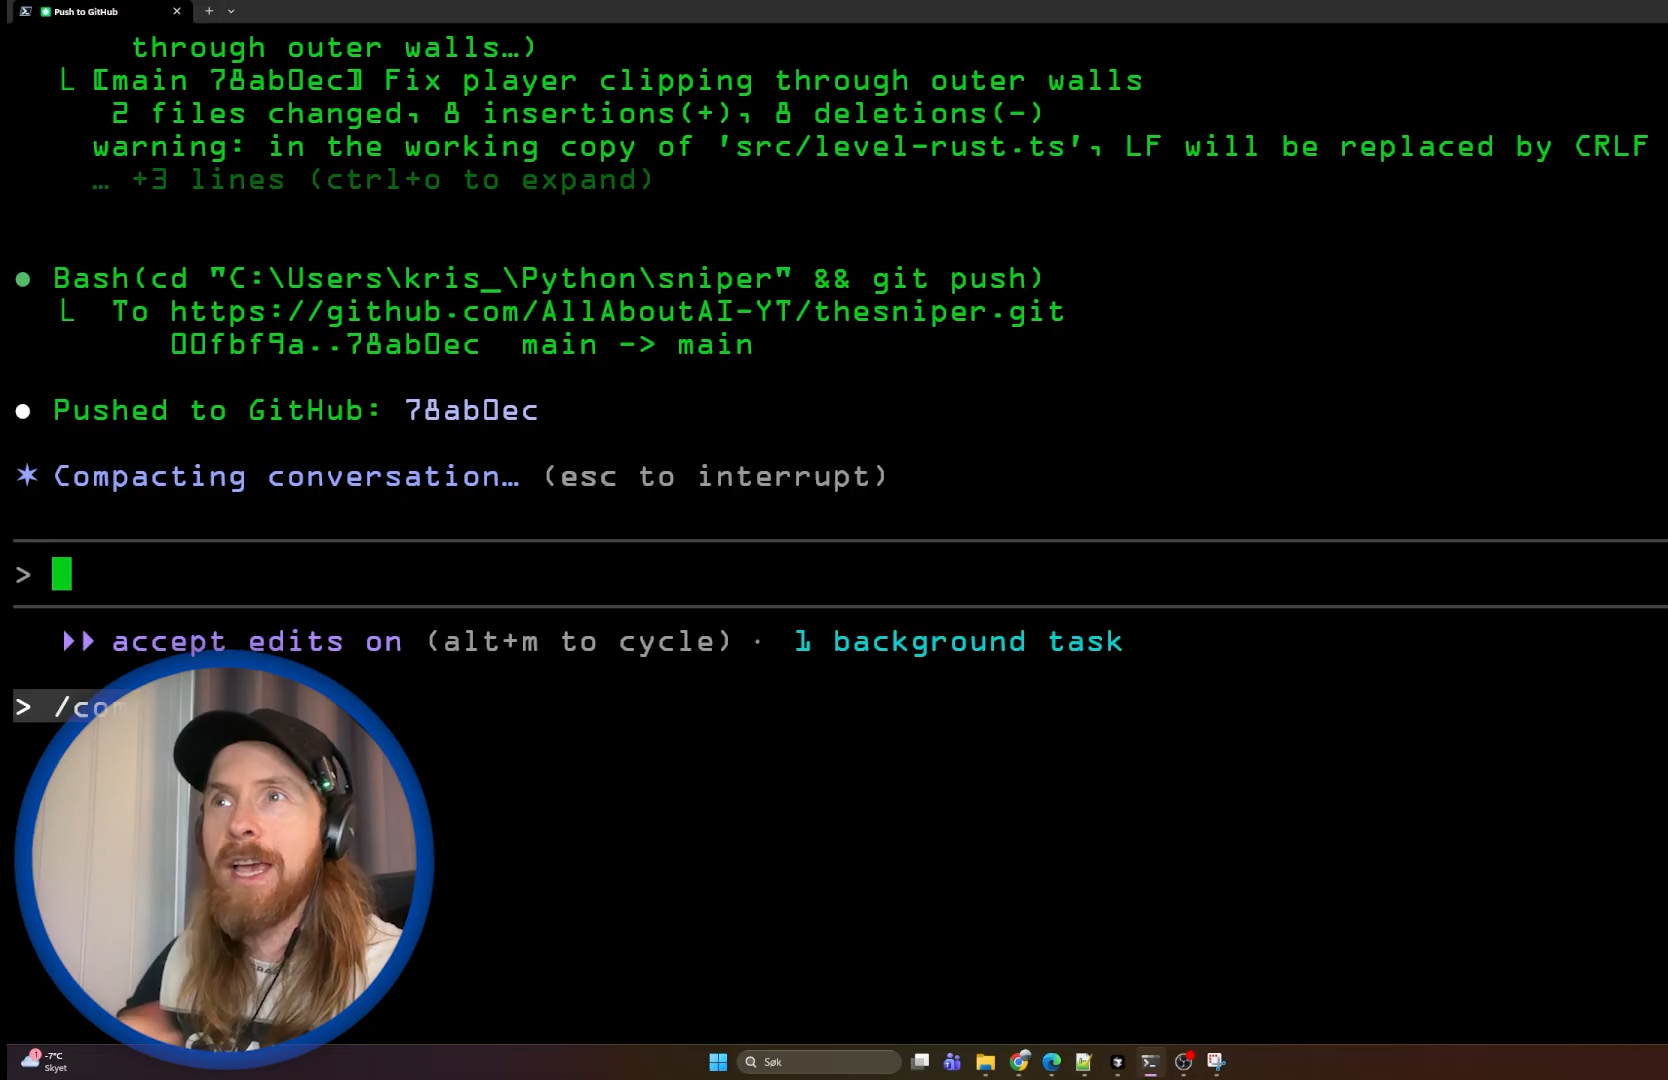 Push to GitHub
through outer walls…)
└ [main 78ab0ec] Fix player clipping through outer walls
2 files changed, 8 insertions(+), 8 deletions(-)
warning: in the working copy of 'src/level-rust.ts', LF will be replaced by CRLF
… +3 lines (ctrl+o to expand)
● Bash(cd "C:\Users\kris_\Python\sniper" && git push)
└ To https://github.com/AllAboutAI-YT/thesniper.git
00fbf9a..78ab0ec main -> main
● Pushed to GitHub: 78ab0ec
✶ Compacting conversation… (esc to interrupt)
>
▸▸ accept edits on (alt+m to cycle) · 1 background task
> /com
1
-7°C
Skyet
Søk